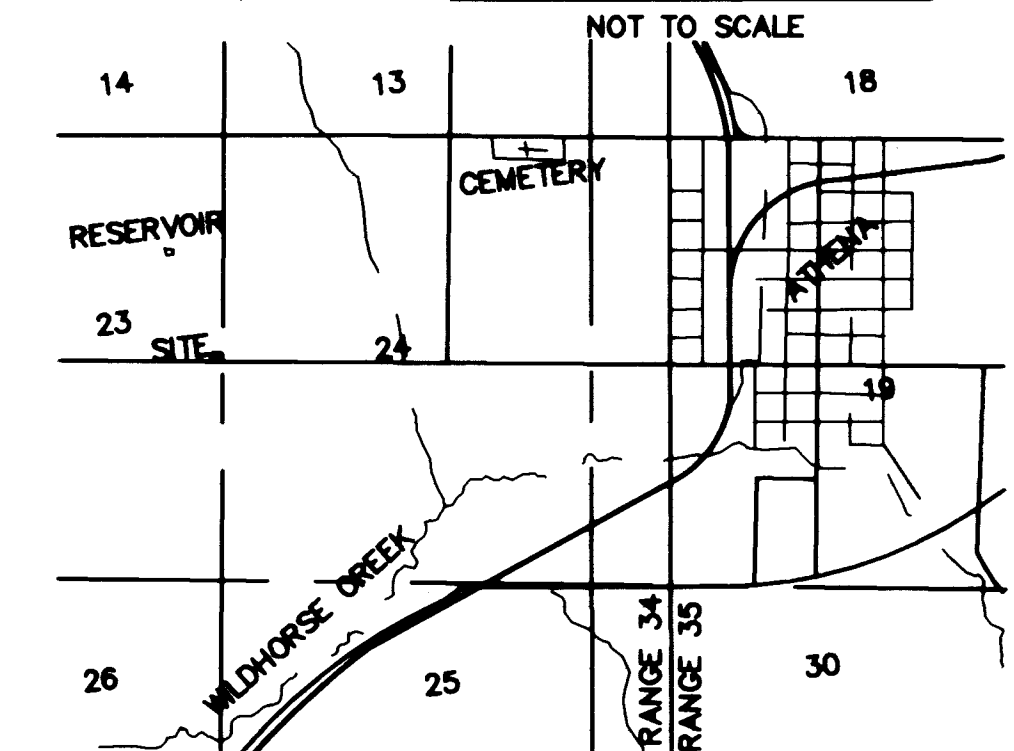 NOT TO SCALE
14
13
18
CEMETERY
RESERVOIR
ATHENA
23
SITE
24
19
WILDHORSE CREEK
RANGE 34
RANGE 35
26
25
30